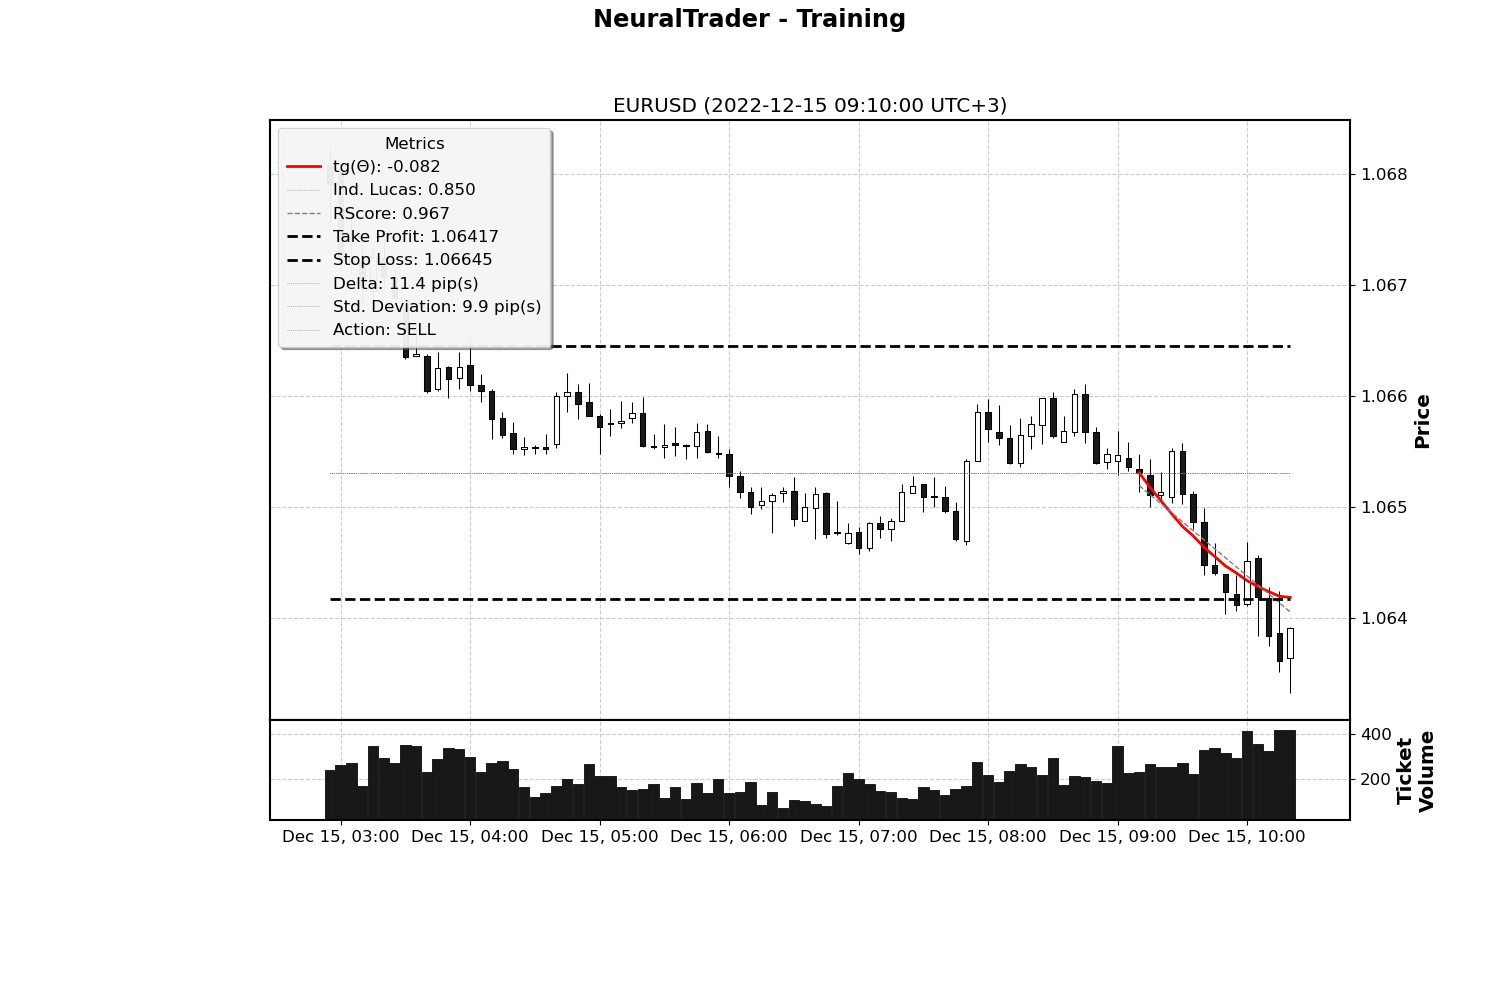 NeuralTrader - Training
EURUSD (2022-12-15 09:10:00 UTC+3)
Metrics
tg(Θ): -0.082
Ind. Lucas: 0.850
RScore: 0.967
Take Profit: 1.06417
Stop Loss: 1.06645
Delta: 11.4 pip(s)
Std. Deviation: 9.9 pip(s)
Action: SELL
1.068
1.067
1.066
1.065
1.064
Price
400
200
Ticket
Volume
Dec 15, 03:00
Dec 15, 04:00
Dec 15, 05:00
Dec 15, 06:00
Dec 15, 07:00
Dec 15, 08:00
Dec 15, 09:00
Dec 15, 10:00